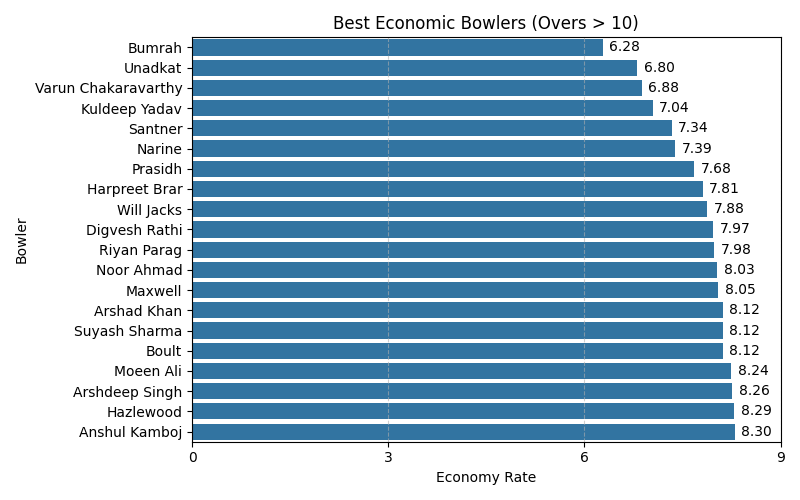 Best Economic Bowlers (Overs > 10)
Bumrah 6.28
Unadkat 6.80
Varun Chakaravarthy 6.88
Kuldeep Yadav 7.04
Santner 7.34
Narine 7.39
Prasidh 7.68
Harpreet Brar 7.81
Will Jacks 7.88
Digvesh Rathi 7.97
Riyan Parag 7.98
Noor Ahmad 8.03
Maxwell 8.05
Arshad Khan 8.12
Suyash Sharma 8.12
Boult 8.12
Moeen Ali 8.24
Arshdeep Singh 8.26
Hazlewood 8.29
Anshul Kamboj 8.30
Bowler
0 3 6 9
Economy Rate